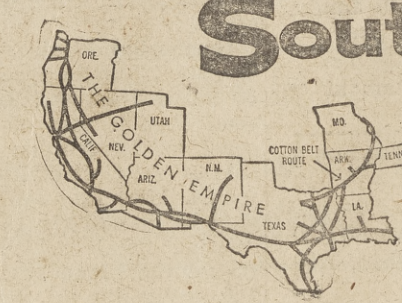 Sout
ORE.
THE GOLDEN EMPIRE
UTAH
NEV.
CALIF.
ARIZ.
N.M.
TEXAS
COTTON BELT
ROUTE
MO.
ARK.
TENN
LA.